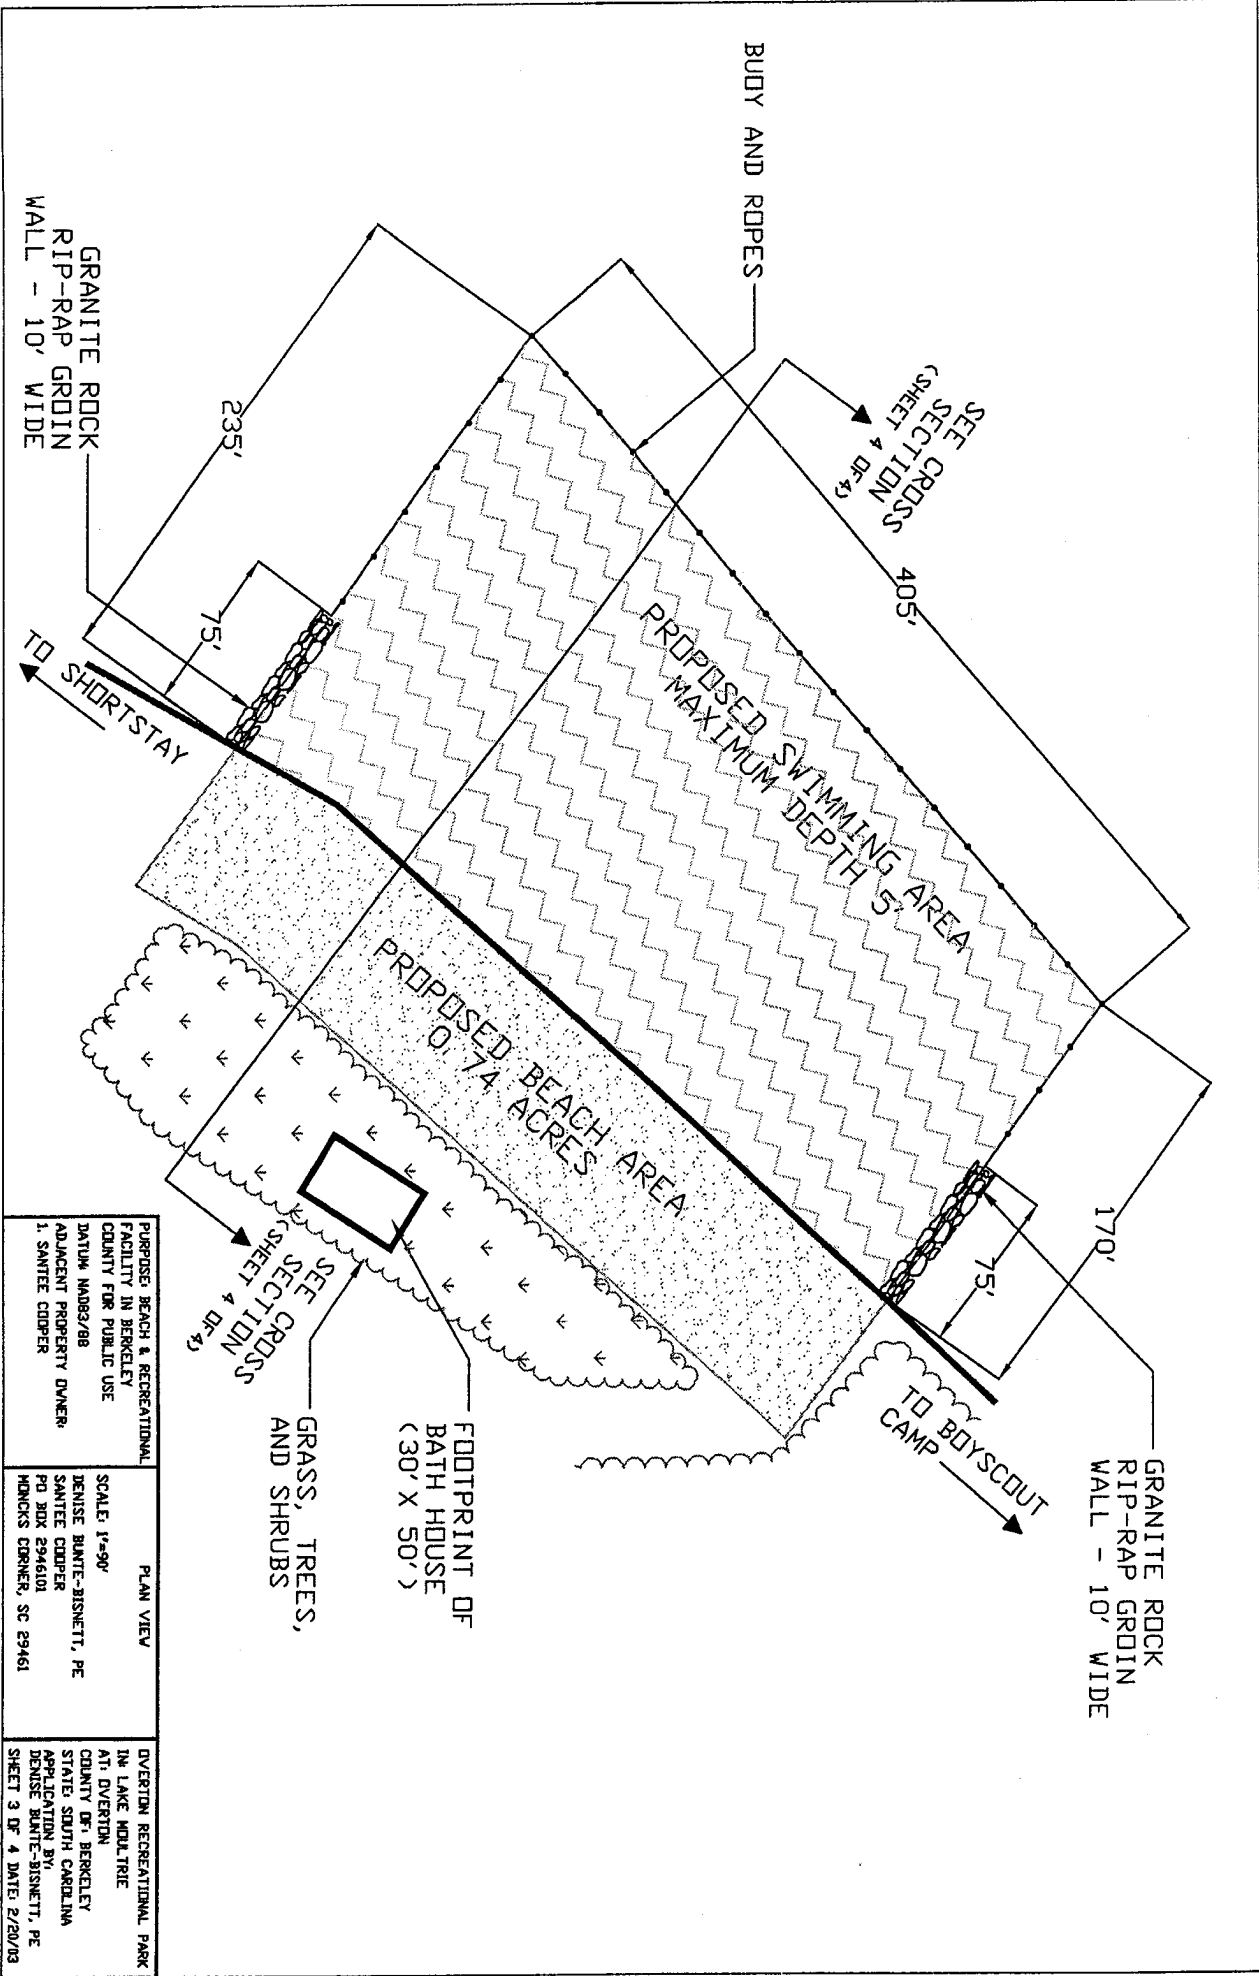 BUOY AND ROPES
SEE CROSS
SECTION
(SHEET 4 OF4)
405'
PROPOSED SWIMMING AREA
MAXIMUM DEPTH 5'
170'
75'
GRANITE ROCK
RIP-RAP GROIN
WALL - 10' WIDE
GRANITE ROCK
RIP-RAP GROIN
WALL - 10' WIDE
235'
75'
TO SHORTSTAY
PROPOSED BEACH AREA
0.74 ACRES
TO BOYSCOUT
CAMP
SEE CROSS
SECTION
(SHEET 4 OF4)
FOOTPRINT OF
BATH HOUSE
(30' X 50')
GRASS, TREES,
AND SHRUBS
PURPOSE: BEACH & RECREATIONAL
FACILITY IN BERKELEY
COUNTY FOR PUBLIC USE
DATUM: NAD83/88
ADJACENT PROPERTY OWNER:
1. SANTEE COOPER
PLAN VIEW
SCALE: 1"=90'
DENISE BUNTE-BISNETT, PE
SANTEE COOPER
PO BOX 2946101
MONCKS CORNER, SC 29461
OVERTON RECREATIONAL PARK
IN: LAKE MOULTRIE
AT: OVERTON
COUNTY OF: BERKELEY
STATE: SOUTH CAROLINA
APPLICATION BY:
DENISE BUNTE-BISNETT, PE
SHEET 3 OF 4 DATE: 2/20/03